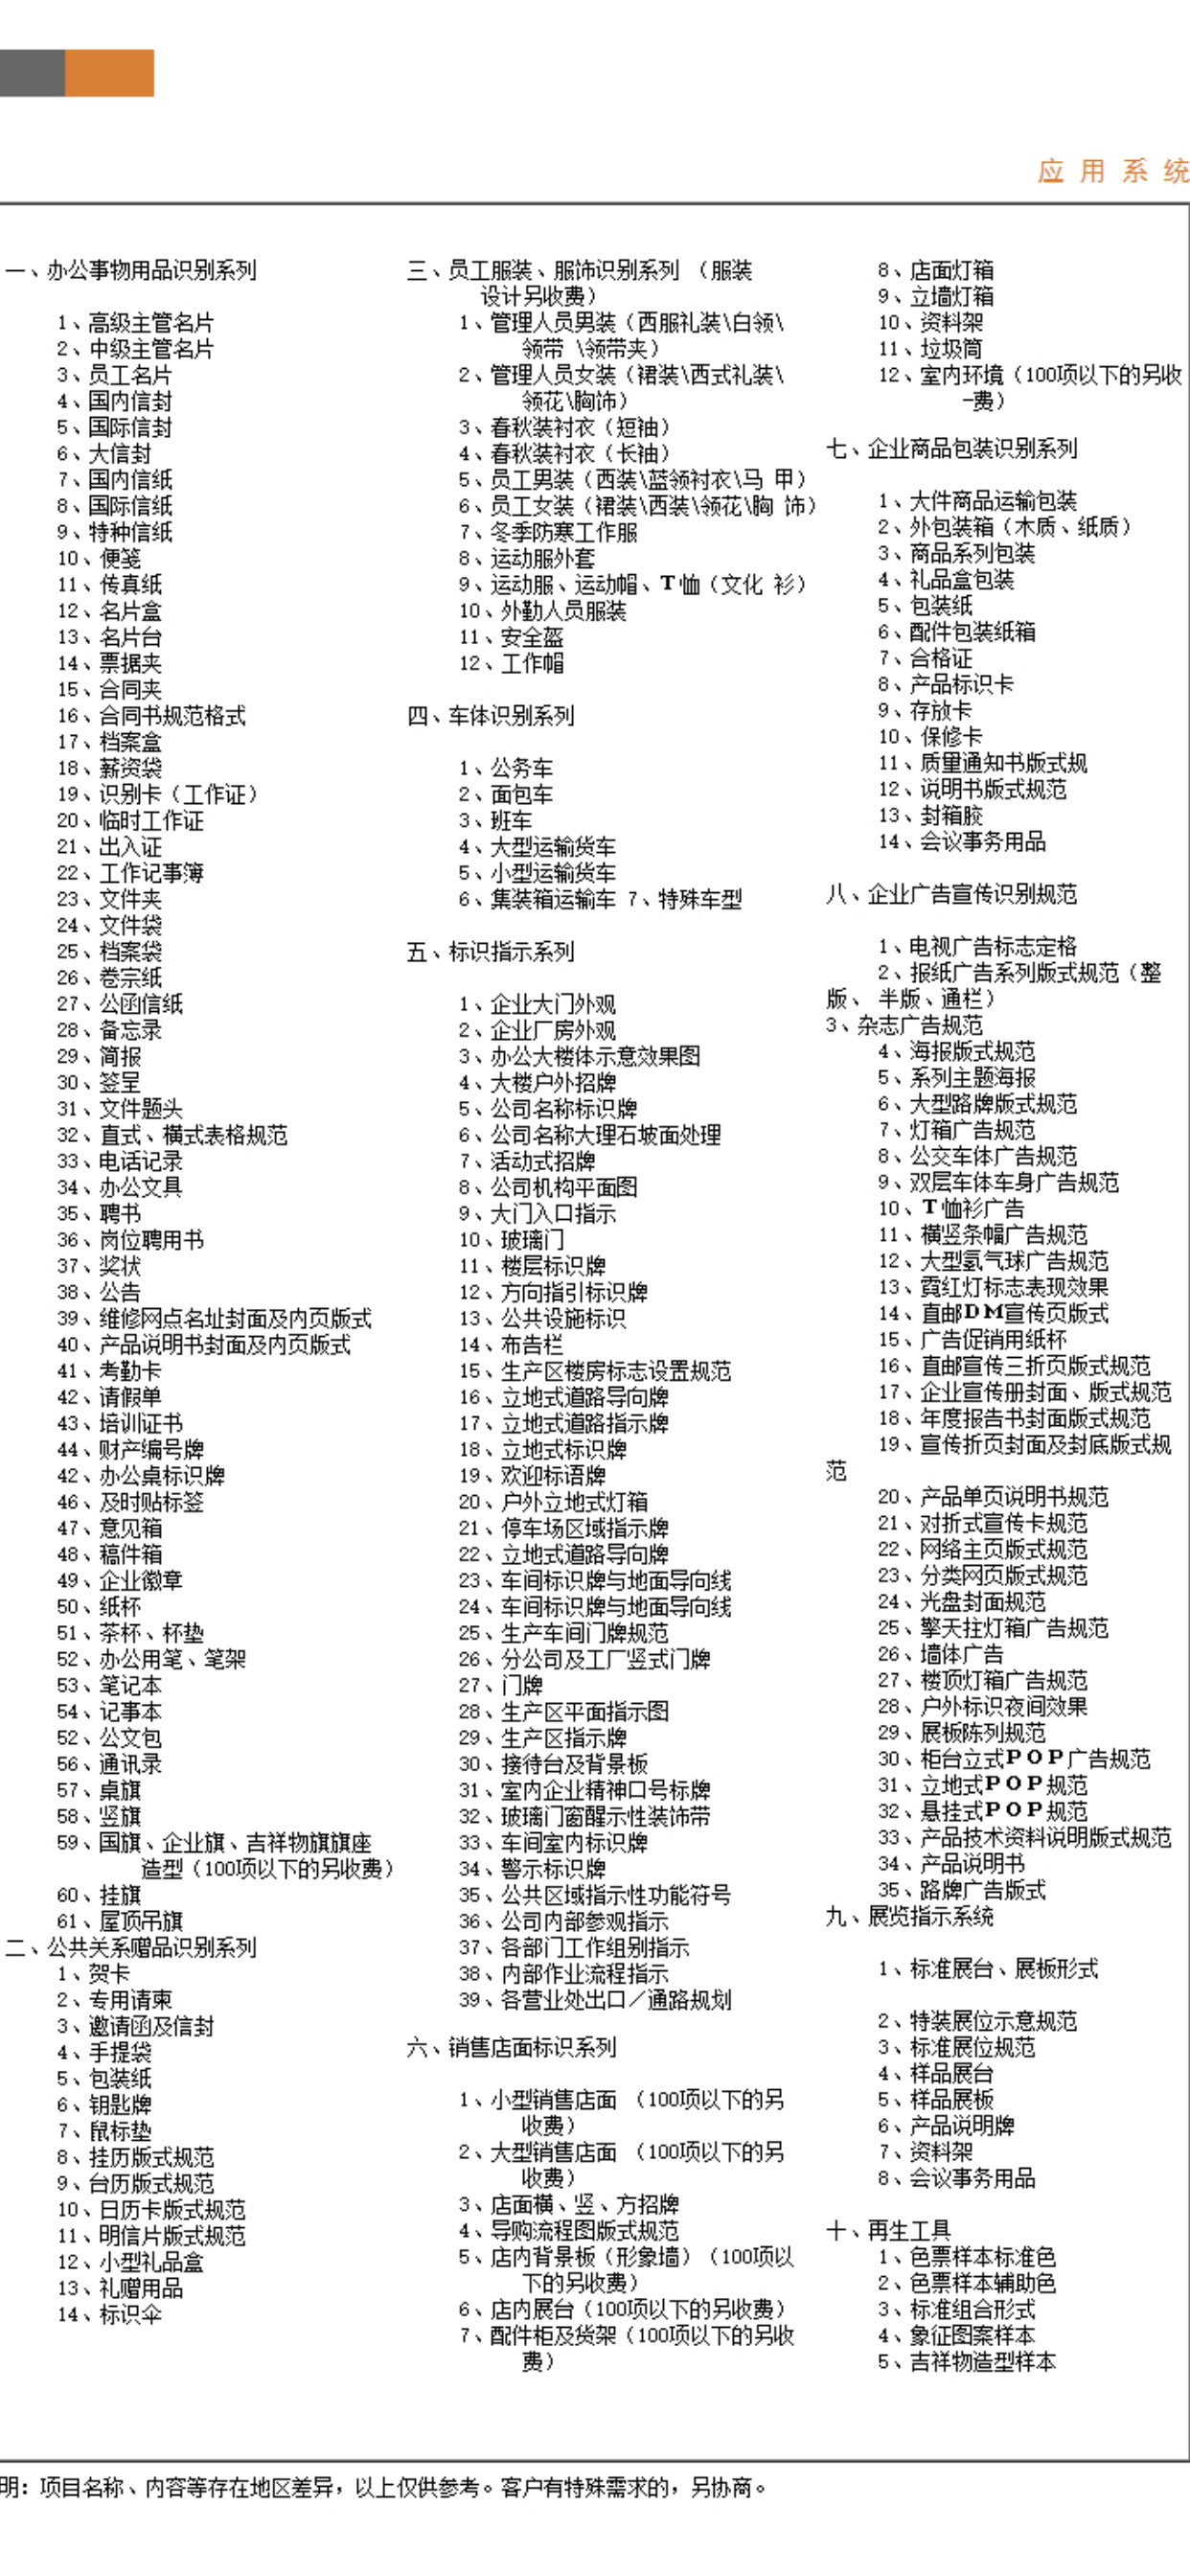 应用系统
一、办公事物用品识别系列
1、高级主管名片
2、中级主管名片
3、员工名片
4、国内信封
5、国际信封
6、大信封
7、国内信纸
8、国际信纸
9、特种信纸
10、便笺
11、传真纸
12、名片盒
13、名片台
14、票据夹
15、合同夹
16、合同书规范格式
17、档案盒
18、薪资袋
19、识别卡（工作证）
20、临时工作证
21、出入证
22、工作记事簿
23、文件夹
24、文件袋
25、档案袋
26、卷宗纸
27、公函信纸
28、备忘录
29、简报
30、签呈
31、文件题头
32、直式、横式表格规范
33、电话记录
34、办公文具
35、聘书
36、岗位聘用书
37、奖状
38、公告
39、维修网点名址封面及内页版式
40、产品说明书封面及内页版式
41、考勤卡
42、请假单
43、培训证书
44、财产编号牌
42、办公桌标识牌
46、及时贴标签
47、意见箱
48、稿件箱
49、企业徽章
50、纸杯
51、茶杯、杯垫
52、办公用笔、笔架
53、笔记本
54、记事本
52、公文包
56、通讯录
57、桌旗
58、竖旗
59、国旗、企业旗、吉祥物旗旗座
造型（100项以下的另收费）
60、挂旗
61、屋顶吊旗
二、公共关系赠品识别系列
1、贺卡
2、专用请柬
3、邀请函及信封
4、手提袋
5、包装纸
6、钥匙牌
7、鼠标垫
8、挂历版式规范
9、台历版式规范
10、日历卡版式规范
11、明信片版式规范
12、小型礼品盒
13、礼赠用品
14、标识伞
三、员工服装、服饰识别系列 （服装
设计另收费）
1、管理人员男装（西服礼装\白领\
领带 \领带夹）
2、管理人员女装（裙装\西式礼装\
领花\胸饰）
3、春秋装衬衣（短袖）
4、春秋装衬衣（长袖）
5、员工男装（西装\蓝领衬衣\马 甲）
6、员工女装（裙装\西装\领花\胸 饰）
7、冬季防寒工作服
8、运动服外套
9、运动服、运动帽、T恤（文化 衫）
10、外勤人员服装
11、安全盔
12、工作帽
四、车体识别系列
1、公务车
2、面包车
3、班车
4、大型运输货车
5、小型运输货车
6、集装箱运输车 7、特殊车型
五、标识指示系列
1、企业大门外观
2、企业厂房外观
3、办公大楼体示意效果图
4、大楼户外招牌
5、公司名称标识牌
6、公司名称大理石坡面处理
7、活动式招牌
8、公司机构平面图
9、大门入口指示
10、玻璃门
11、楼层标识牌
12、方向指引标识牌
13、公共设施标识
14、布告栏
15、生产区楼房标志设置规范
16、立地式道路导向牌
17、立地式道路指示牌
18、立地式标识牌
19、欢迎标语牌
20、户外立地式灯箱
21、停车场区域指示牌
22、立地式道路导向牌
23、车间标识牌与地面导向线
24、车间标识牌与地面导向线
25、生产车间门牌规范
26、分公司及工厂竖式门牌
27、门牌
28、生产区平面指示图
29、生产区指示牌
30、接待台及背景板
31、室内企业精神口号标牌
32、玻璃门窗醒示性装饰带
33、车间室内标识牌
34、警示标识牌
35、公共区域指示性功能符号
36、公司内部参观指示
37、各部门工作组别指示
38、内部作业流程指示
39、各营业处出口／通路规划
六、销售店面标识系列
1、小型销售店面 （100项以下的另
收费）
2、大型销售店面 （100项以下的另
收费）
3、店面横、竖、方招牌
4、导购流程图版式规范
5、店内背景板（形象墙）（100项以
下的另收费）
6、店内展台（100项以下的另收费）
7、配件柜及货架（100项以下的另收
费）
8、店面灯箱
9、立墙灯箱
10、资料架
11、垃圾筒
12、室内环境（100项以下的另收
-费）
七、企业商品包装识别系列
1、大件商品运输包装
2、外包装箱（木质、纸质）
3、商品系列包装
4、礼品盒包装
5、包装纸
6、配件包装纸箱
7、合格证
8、产品标识卡
9、存放卡
10、保修卡
11、质量通知书版式规
12、说明书版式规范
13、封箱胶
14、会议事务用品
八、企业广告宣传识别规范
1、电视广告标志定格
2、报纸广告系列版式规范（整
版、 半版、通栏）
3、杂志广告规范
4、海报版式规范
5、系列主题海报
6、大型路牌版式规范
7、灯箱广告规范
8、公交车体广告规范
9、双层车体车身广告规范
10、T恤衫广告
11、横竖条幅广告规范
12、大型氢气球广告规范
13、霓红灯标志表现效果
14、直邮DM宣传页版式
15、广告促销用纸杯
16、直邮宣传三折页版式规范
17、企业宣传册封面、版式规范
18、年度报告书封面版式规范
19、宣传折页封面及封底版式规
范
20、产品单页说明书规范
21、对折式宣传卡规范
22、网络主页版式规范
23、分类网页版式规范
24、光盘封面规范
25、擎天拄灯箱广告规范
26、墙体广告
27、楼顶灯箱广告规范
28、户外标识夜间效果
29、展板陈列规范
30、柜台立式POP广告规范
31、立地式POP规范
32、悬挂式POP规范
33、产品技术资料说明版式规范
34、产品说明书
35、路牌广告版式
九、展览指示系统
1、标准展台、展板形式
2、特装展位示意规范
3、标准展位规范
4、样品展台
5、样品展板
6、产品说明牌
7、资料架
8、会议事务用品
十、再生工具
1、色票样本标准色
2、色票样本辅助色
3、标准组合形式
4、象征图案样本
5、吉祥物造型样本
明：项目名称、内容等存在地区差异，以上仅供参考。客户有特殊需求的，另协商。